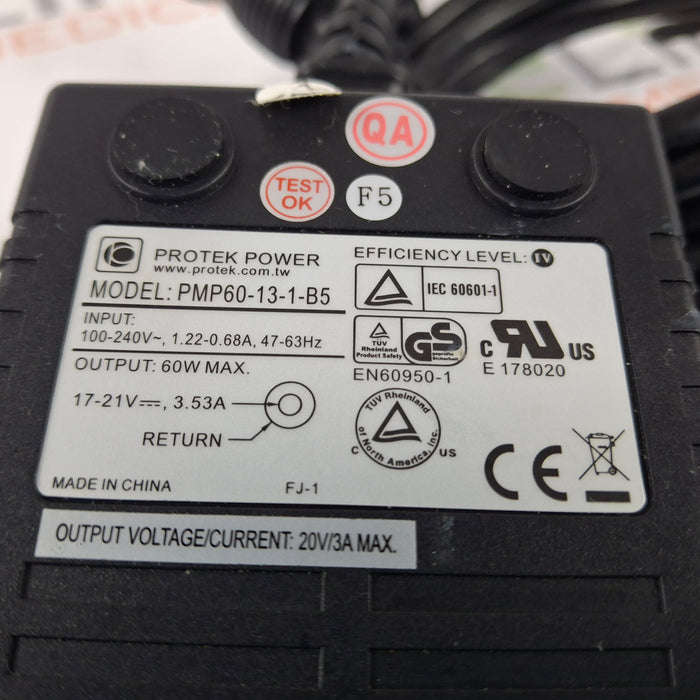 QA
TEST
OK
F5
PROTEK POWER
www.protek.com.tw
MODEL: PMP60-13-1-B5
INPUT:
100-240V~, 1.22-0.68A, 47-63Hz
OUTPUT: 60W MAX.
17-21V⎓, 3.53A
RETURN
MADE IN CHINA
FJ-1
EFFICIENCY LEVEL: IV
IEC 60601-1
TÜV
Rheinland
Product Safety
GS
geprüfte
Sicherheit
EN60950-1
c RU US
E 178020
TÜV Rheinland
of North America, Inc.
C US
CE
OUTPUT VOLTAGE/CURRENT: 20V/3A MAX.